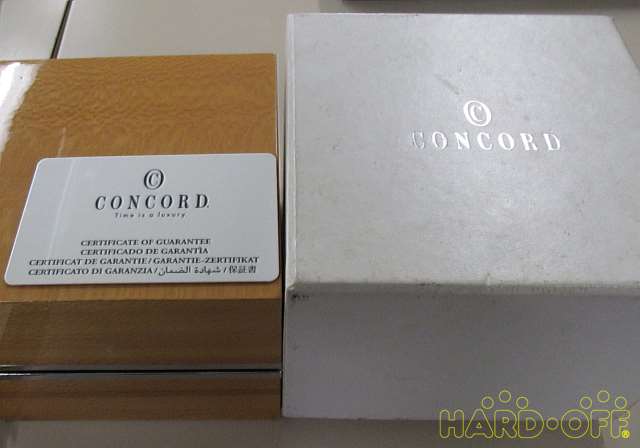 C
CONCORD.
Time is a luxury
CERTIFICATE OF GUARANTEE
CERTIFICADO DE GARANTÌA
CERTIFICAT DE GARANTIE / GARANTIE-ZERTIFIKAT
CERTIFICATO DI GARANZIA / شهادة الضمان / 保証書
C
CONCORD
HARD·OFF®